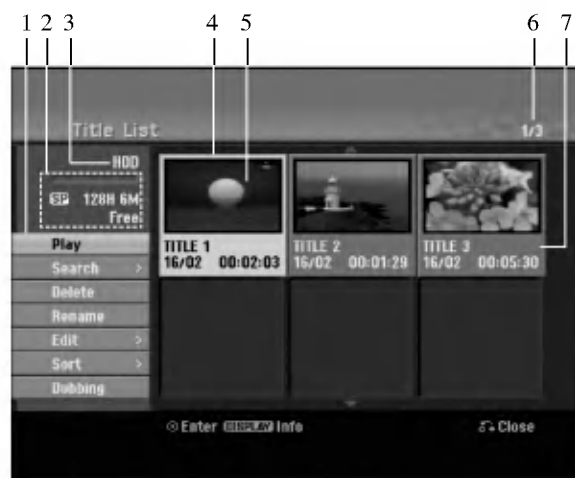 1 2 3 4 5 6 7
Title List 1/3
HDD
SP 128H 6M
Free
Play
Search >
Delete
Rename
Edit >
Sort >
Dubbing
TITLE 1
16/02 00:02:03
TITLE 2
16/02 00:01:29
TITLE 3
16/02 00:05:30
Enter DISPLAY Info Close